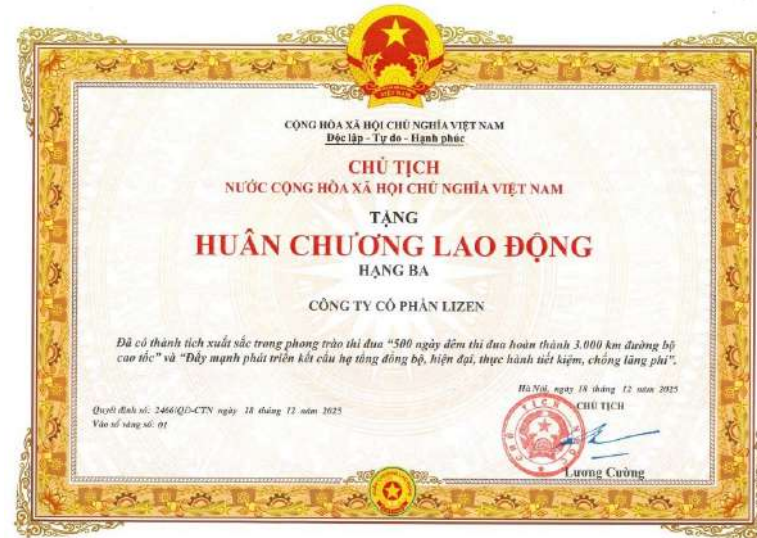 VIỆT NAM
CỘNG HÒA XÃ HỘI CHỦ NGHĨA VIỆT NAM
Độc lập - Tự do - Hạnh phúc
CHỦ TỊCH
NƯỚC CỘNG HÒA XÃ HỘI CHỦ NGHĨA VIỆT NAM
TẶNG
HUÂN CHƯƠNG LAO ĐỘNG
HẠNG BA
CÔNG TY CỔ PHẦN LIZEN
Đã có thành tích xuất sắc trong phong trào thi đua “500 ngày đêm thi đua hoàn thành 3.000 km đường bộ
cao tốc” và “Đẩy mạnh phát triển kết cấu hạ tầng đồng bộ, hiện đại, thực hành tiết kiệm, chống lãng phí”.
Hà Nội, ngày 18 tháng 12 năm 2025
Quyết định số: 2466/QĐ-CTN ngày 18 tháng 12 năm 2025
CHỦ TỊCH
Vào sổ vàng số: 01
CHỦ TỊCH NƯỚC
Lương Cường